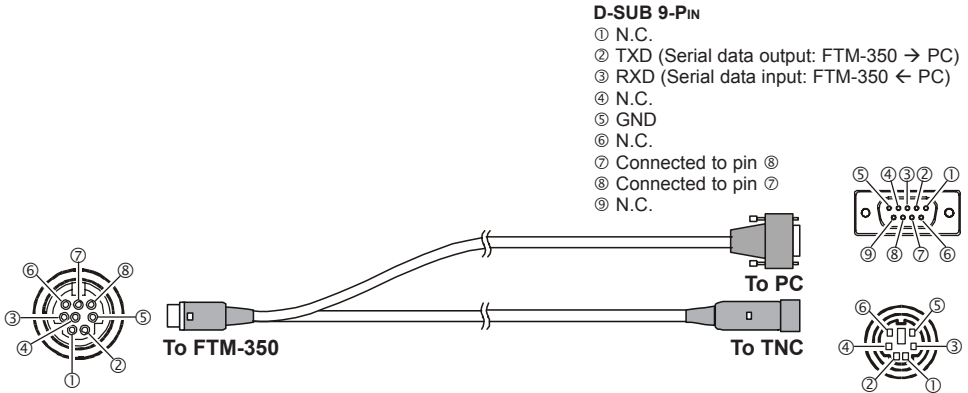 D-SUB 9-PIN
① N.C.
② TXD (Serial data output: FTM-350 → PC)
③ RXD (Serial data input: FTM-350 ← PC)
④ N.C.
⑤ GND
⑥ N.C.
⑦ Connected to pin ⑧
⑧ Connected to pin ⑦
⑨ N.C.
⑤ ④ ③ ② ①
⑨ ⑧ ⑦ ⑥
To PC
⑦
⑥ ⑧
③ ⑤
④ ②
①
To FTM-350
To TNC
⑥ ⑤
④ ③
② ①